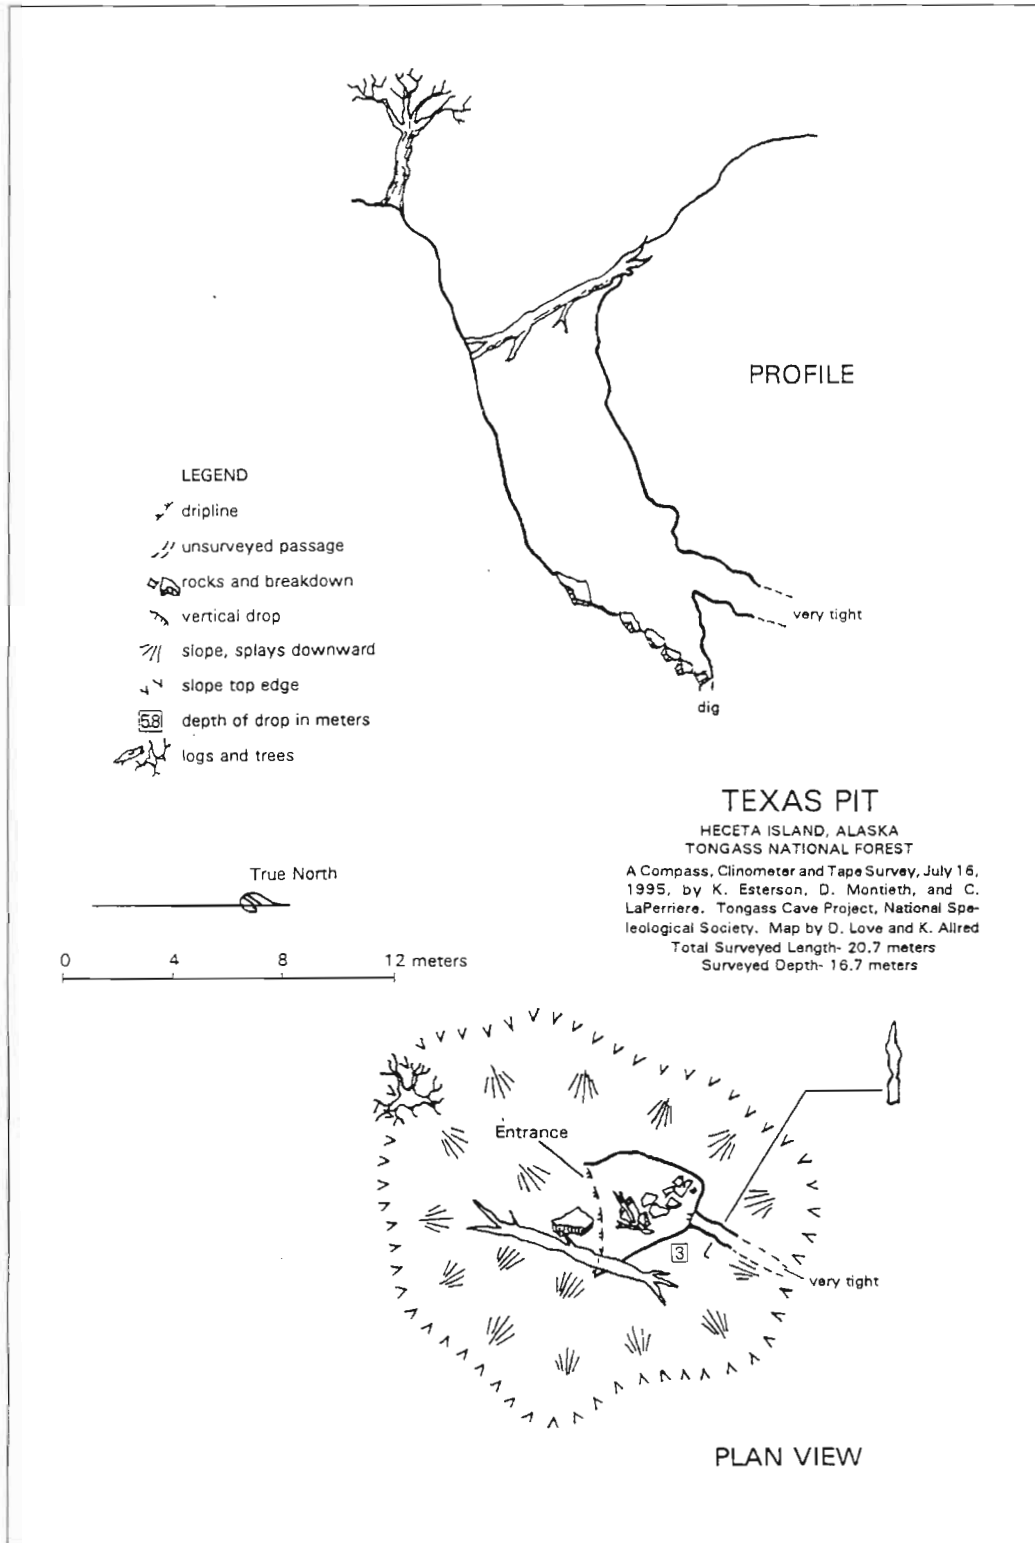 PROFILE
LEGEND
dripline
unsurveyed passage
rocks and breakdown
vertical drop
slope, splays downward
slope top edge
58 depth of drop in meters
logs and trees
very tight
dig
TEXAS PIT
HECETA ISLAND, ALASKA
TONGASS NATIONAL FOREST
A Compass, Clinometer and Tape Survey, July 16,
1995, by K. Esterson, D. Montieth, and C.
LaPerriere. Tongass Cave Project, National Spe-
leological Society. Map by D. Love and K. Allred
Total Surveyed Length- 20.7 meters
Surveyed Depth- 16.7 meters
True North
0 4 8 12 meters
Entrance
3
very tight
PLAN VIEW